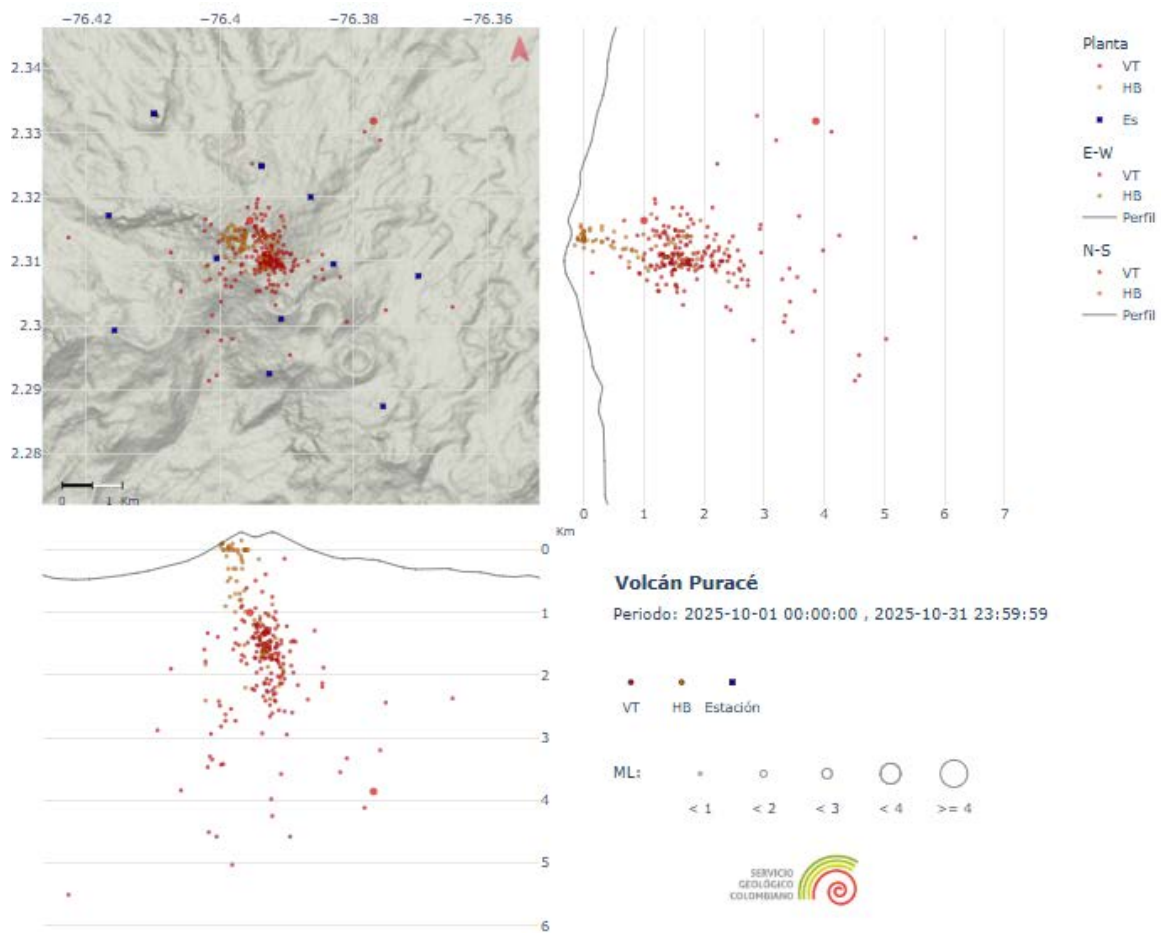 −76.42 −76.4 −76.38 −76.36
2.34
2.33
2.32
2.31
2.3
2.29
2.28
0 1 Km
0 1 2 3 4 5 6 7
Km
Planta
VT
HB
Es
E-W
VT
HB
Perfil
N-S
VT
HB
Perfil
0
1
2
3
4
5
6
Volcán Puracé
Periodo: 2025-10-01 00:00:00 , 2025-10-31 23:59:59
VT HB Estación
ML:
< 1 < 2 < 3 < 4 >= 4
SERVICIO
GEOLÓGICO
COLOMBIANO